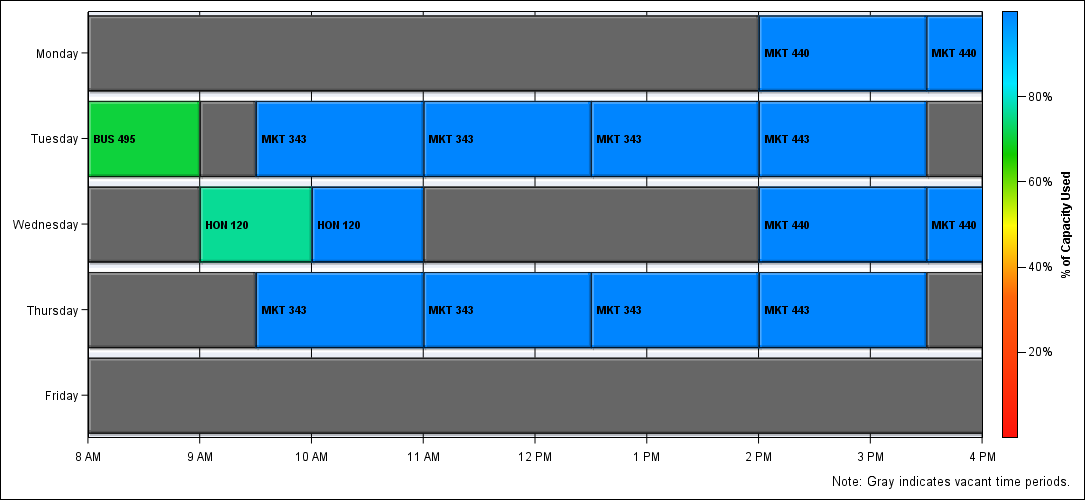 Monday
MKT 440
MKT 440
80%
Tuesday
BUS 495
MKT 343
MKT 343
MKT 343
MKT 443
60%
% of Capacity Used
Wednesday
HON 120
HON 120
MKT 440
MKT 440
40%
Thursday
MKT 343
MKT 343
MKT 343
MKT 443
20%
Friday
8 AM
9 AM
10 AM
11 AM
12 PM
1 PM
2 PM
3 PM
4 PM
Note: Gray indicates vacant time periods.